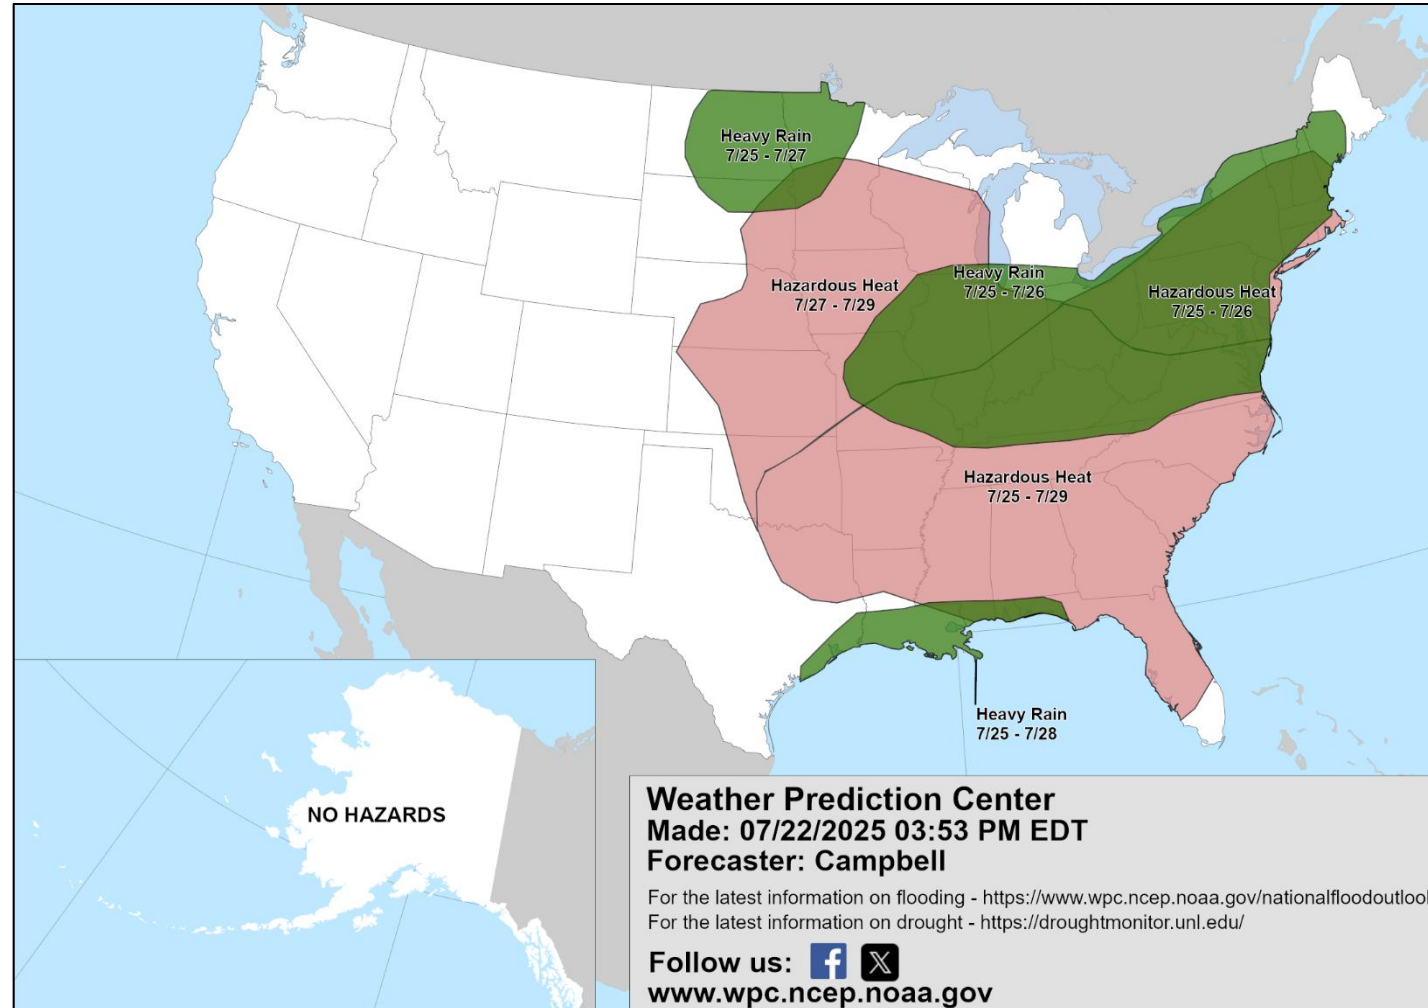 Heavy Rain
7/25 - 7/27
Heavy Rain
7/25 - 7/26
Hazardous Heat
7/27 - 7/29
Hazardous Heat
7/25 - 7/26
Hazardous Heat
7/25 - 7/29
Heavy Rain
7/25 - 7/28
NO HAZARDS
Weather Prediction Center
Made: 07/22/2025 03:53 PM EDT
Forecaster: Campbell
For the latest information on flooding - https://www.wpc.ncep.noaa.gov/nationalfloodoutlool
For the latest information on drought - https://droughtmonitor.unl.edu/
Follow us:
www.wpc.ncep.noaa.gov